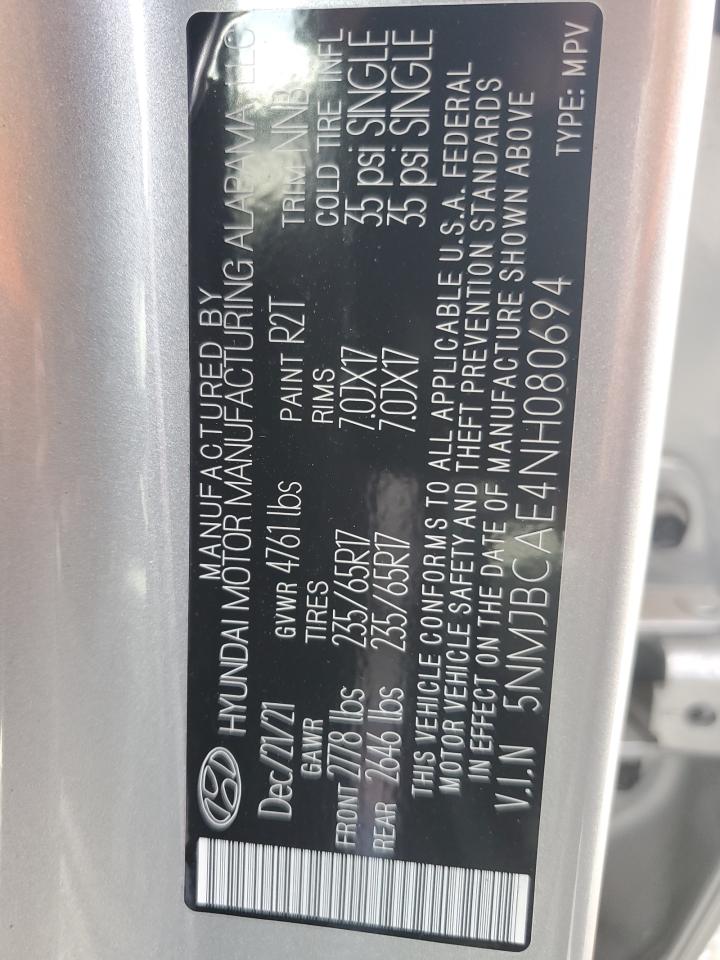 MANUFACTURED BY
HYUNDAI MOTOR MANUFACTURING ALABAMA, LLC
Dec/21/21 GVWR 4761 lbs PAINT R2T TRIM NNB
GAWR TIRES RIMS COLD TIRE INFL
FRONT 2778 lbs 235/65R17 7.0JX17 35 psi SINGLE
REAR 2646 lbs 235/65R17 7.0JX17 35 psi SINGLE
THIS VEHICLE CONFORMS TO ALL APPLICABLE U.S.A. FEDERAL
MOTOR VEHICLE SAFETY AND THEFT PREVENTION STANDARDS
IN EFFECT ON THE DATE OF MANUFACTURE SHOWN ABOVE
V.I.N 5NMJBCAE4NH080694 TYPE: MPV